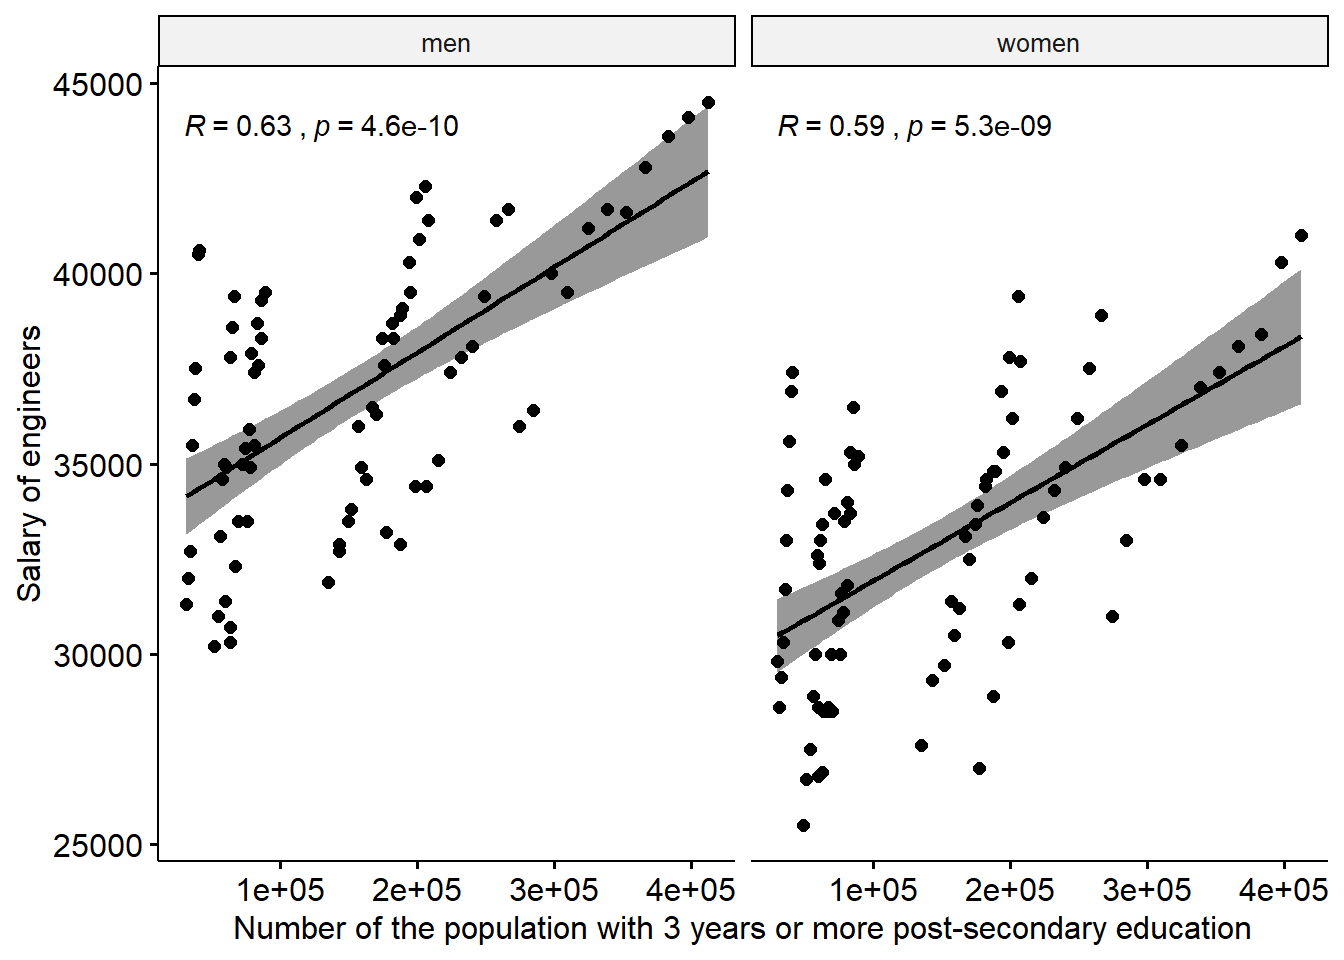 men
women
R = 0.63 , p = 4.6e-10
R = 0.59 , p = 5.3e-09
45000
40000
35000
30000
25000
Salary of engineers
1e+05 2e+05 3e+05 4e+05
1e+05 2e+05 3e+05 4e+05
Number of the population with 3 years or more post-secondary education